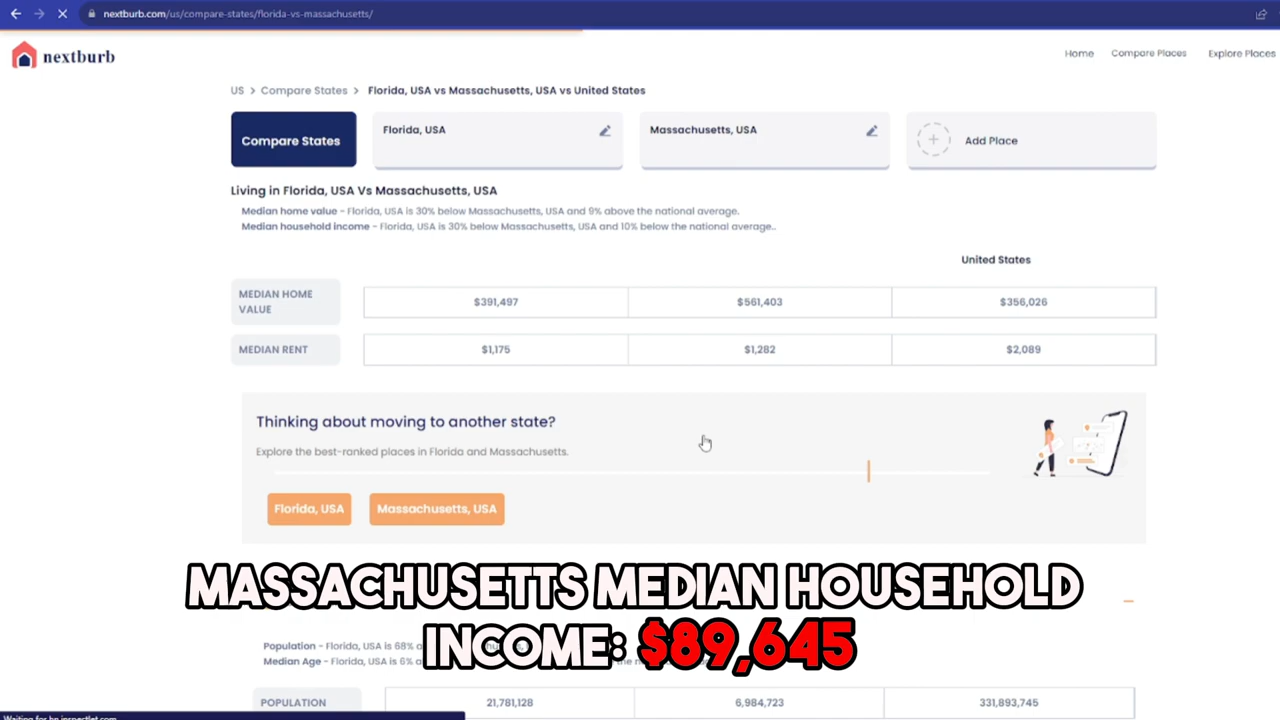 nextburb.com/us/compare-states/florida-vs-massachusetts/
nextburb
Home
Compare Places
Explore Places
US > Compare States > Florida, USA vs Massachusetts, USA vs United States
Compare States
Florida, USA
Massachusetts, USA
Add Place
Living in Florida, USA Vs Massachusetts, USA
Median home value - Florida, USA is 30% below Massachusetts, USA and 9% above the national average.
Median household income - Florida, USA is 30% below Massachusetts, USA and 10% below the national average..
United States
MEDIAN HOME
VALUE
$391,497
$561,403
$356,026
MEDIAN RENT
$1,175
$1,282
$2,089
Thinking about moving to another state?
Explore the best-ranked places in Florida and Massachusetts.
Florida, USA
Massachusetts, USA
MASSACHUSETTS MEDIAN HOUSEHOLD
INCOME: $89,645
Population - Florida, USA is 68%
Median Age - Florida, USA is 6%
POPULATION
21,781,128
6,984,723
331,893,745